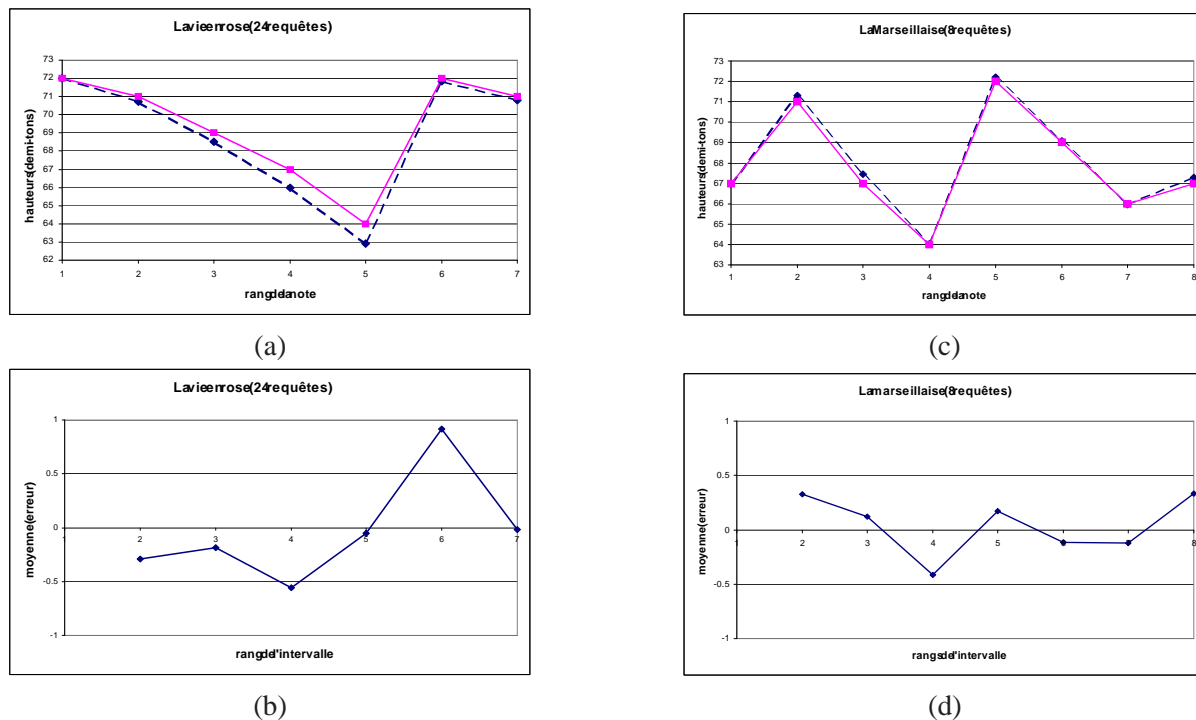 Lavieenrose(24requêtes)
hauteurs(demi-tons)
73
72
71
70
69
68
67
66
65
64
63
62
1 2 3 4 5 6 7
rangdelanote
(a)
LaMarseillaise(8requêtes)
hauteurs(demi-tons)
73
72
71
70
69
68
67
66
65
64
63
1 2 3 4 5 6 7 8
rangdelanote
(c)
Lavieenrose(24requêtes)
moyenne(erreur)
1
0.5
0
-0.5
-1
1 2 3 4 5 6 7
rangdel'intervalle
(b)
Lamarseillaise(8requêtes)
moyenne(erreur)
1
0.5
0
-0.5
-1
1 2 3 4 5 6 7 8
rangsdel'intervalle
(d)